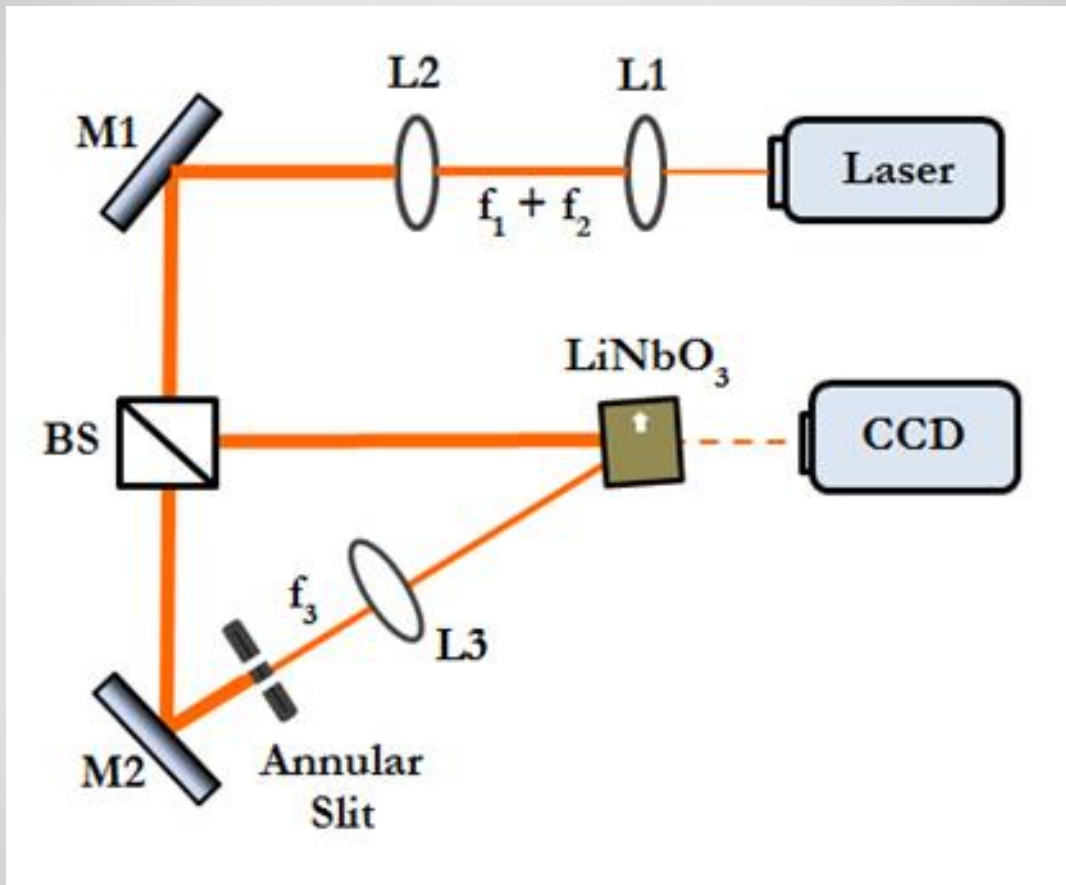 L2
L1
M1
Laser
f₁ + f₂
LiNbO₃
BS
CCD
f₃
L3
M2
Annular
Slit